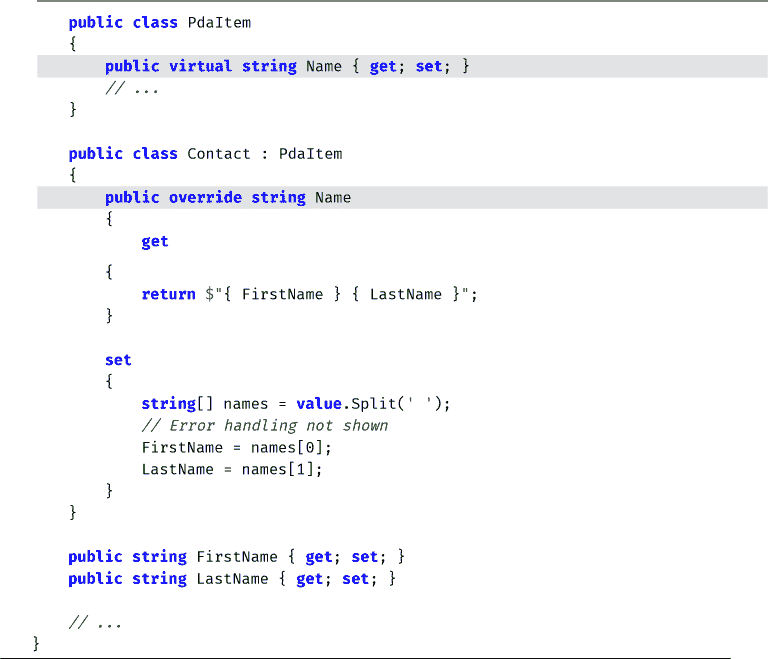 public class PdaItem
{
public virtual string Name { get; set; }
// ...
}
public class Contact : PdaItem
{
public override string Name
{
get
{
return $"{ FirstName } { LastName }";
}
set
{
string[] names = value.Split(' ');
// Error handling not shown
FirstName = names[0];
LastName = names[1];
}
}
public string FirstName { get; set; }
public string LastName { get; set; }
// ...
}